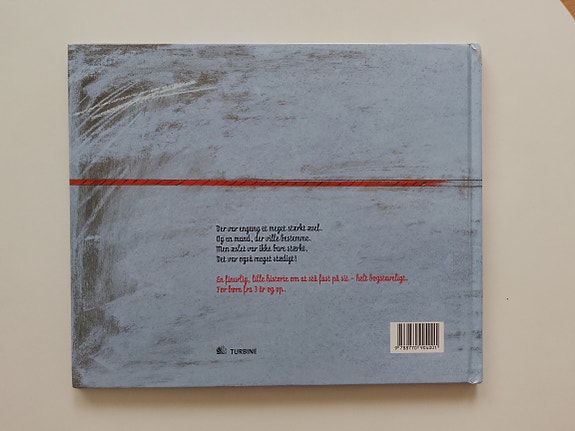 Der var engang et meget stærkt æsel.
Og en mand, der ville bestemme.
Men æslet var ikke bare stærkt.
Det var også meget stædigt!
En finurlig, lille historie om at stå fast på sit – helt bogstaveligt.
For børn fra 3 år og op.
TURBINE